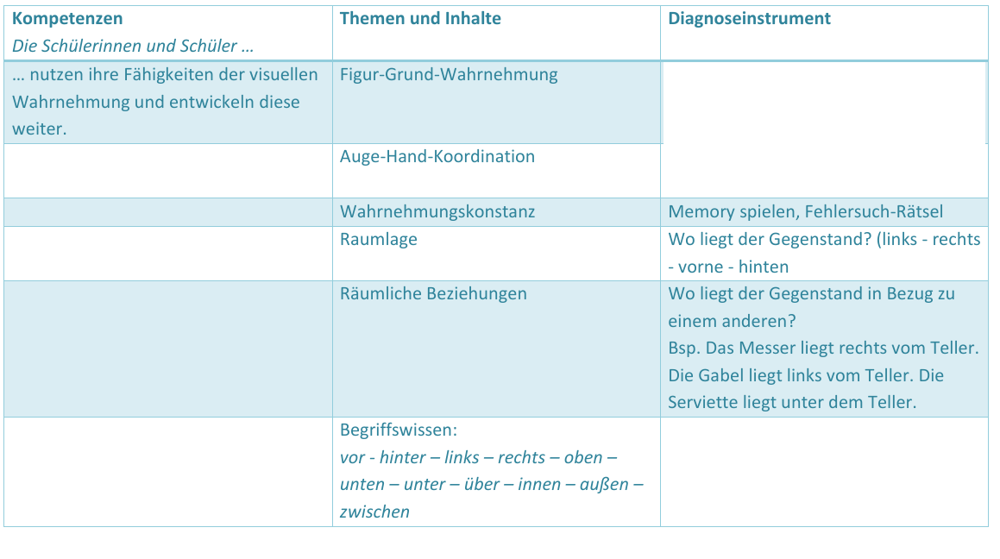 Kompetenzen
Die Schülerinnen und Schüler …
Themen und Inhalte
Diagnoseinstrument
… nutzen ihre Fähigkeiten der visuellen
Wahrnehmung und entwickeln diese
weiter.
Figur-Grund-Wahrnehmung
Auge-Hand-Koordination
Wahrnehmungskonstanz
Memory spielen, Fehlersuch-Rätsel
Raumlage
Wo liegt der Gegenstand? (links - rechts
- vorne - hinten
Räumliche Beziehungen
Wo liegt der Gegenstand in Bezug zu
einem anderen?
Bsp. Das Messer liegt rechts vom Teller.
Die Gabel liegt links vom Teller. Die
Serviette liegt unter dem Teller.
Begriffswissen:
vor - hinter – links – rechts – oben –
unten – unter – über – innen – außen –
zwischen